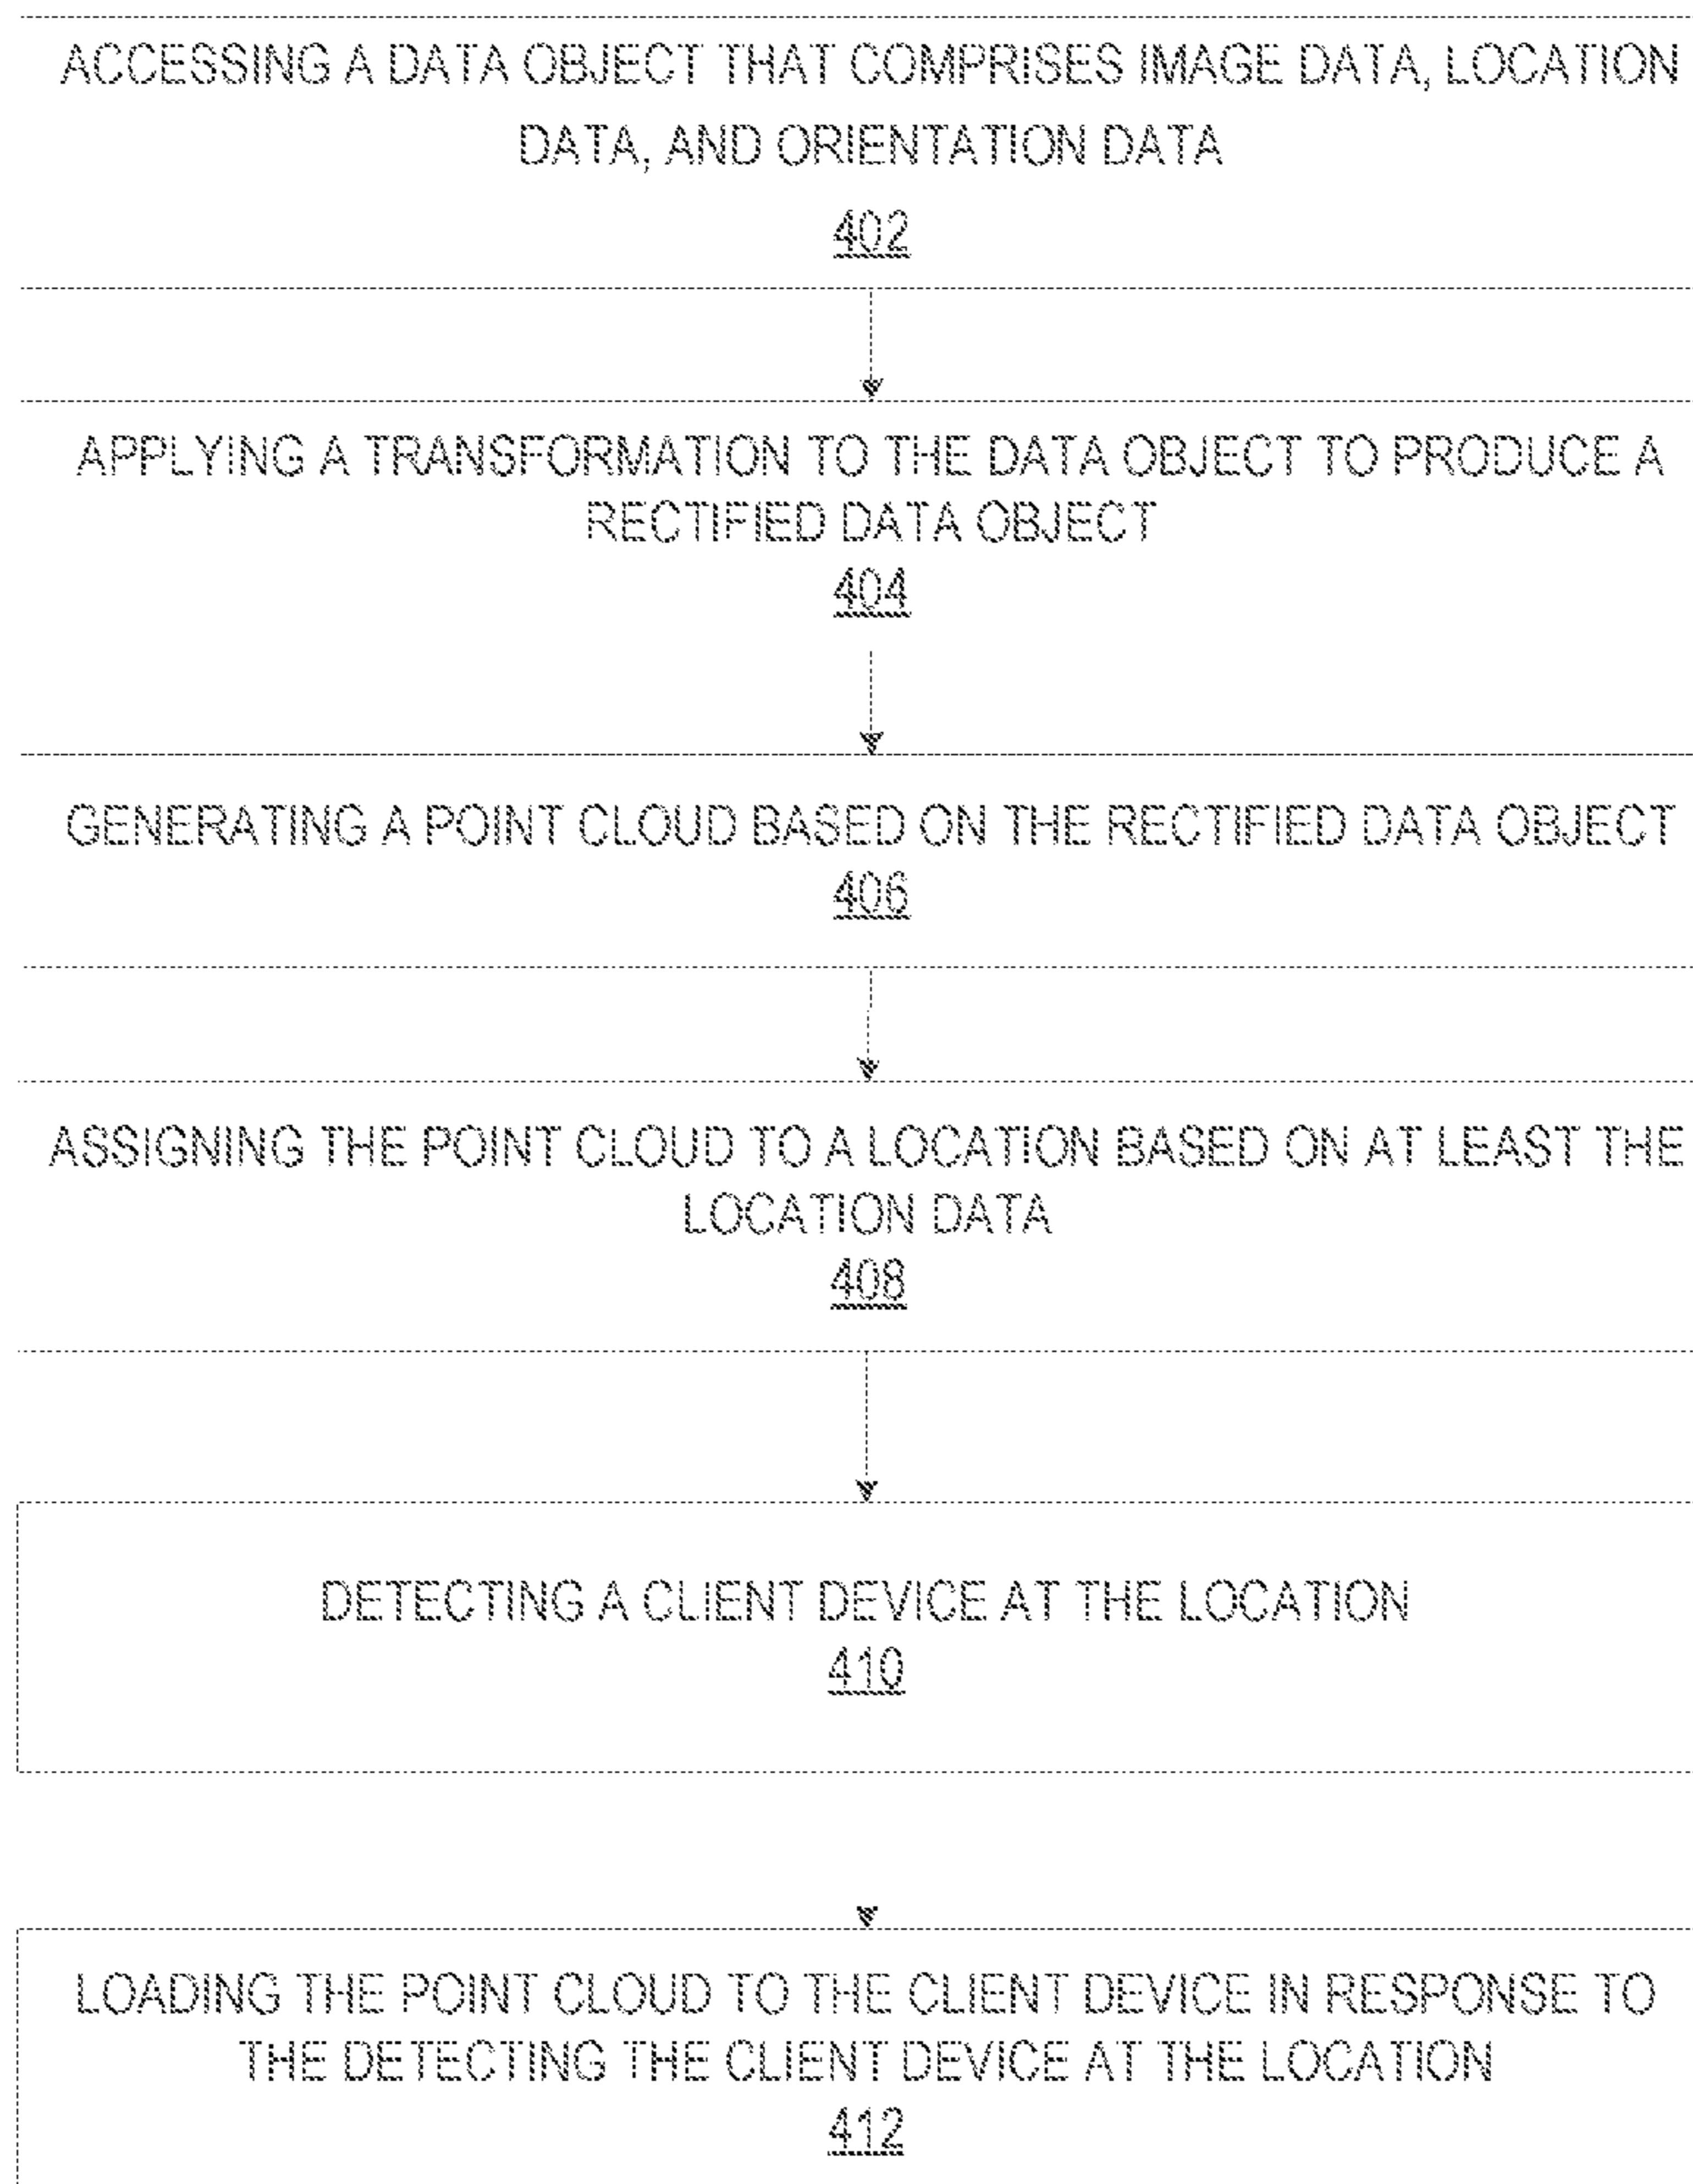 ACCESSING A DATA OBJECT THAT COMPRISES IMAGE DATA, LOCATION
DATA, AND ORIENTATION DATA
402
APPLYING A TRANSFORMATION TO THE DATA OBJECT TO PRODUCE A
RECTIFIED DATA OBJECT
404
GENERATING A POINT CLOUD BASED ON THE RECTIFIED DATA OBJECT
406
ASSIGNING THE POINT CLOUD TO A LOCATION BASED ON AT LEAST THE
LOCATION DATA
408
DETECTING A CLIENT DEVICE AT THE LOCATION
410
LOADING THE POINT CLOUD TO THE CLIENT DEVICE IN RESPONSE TO
THE DETECTING THE CLIENT DEVICE AT THE LOCATION
412